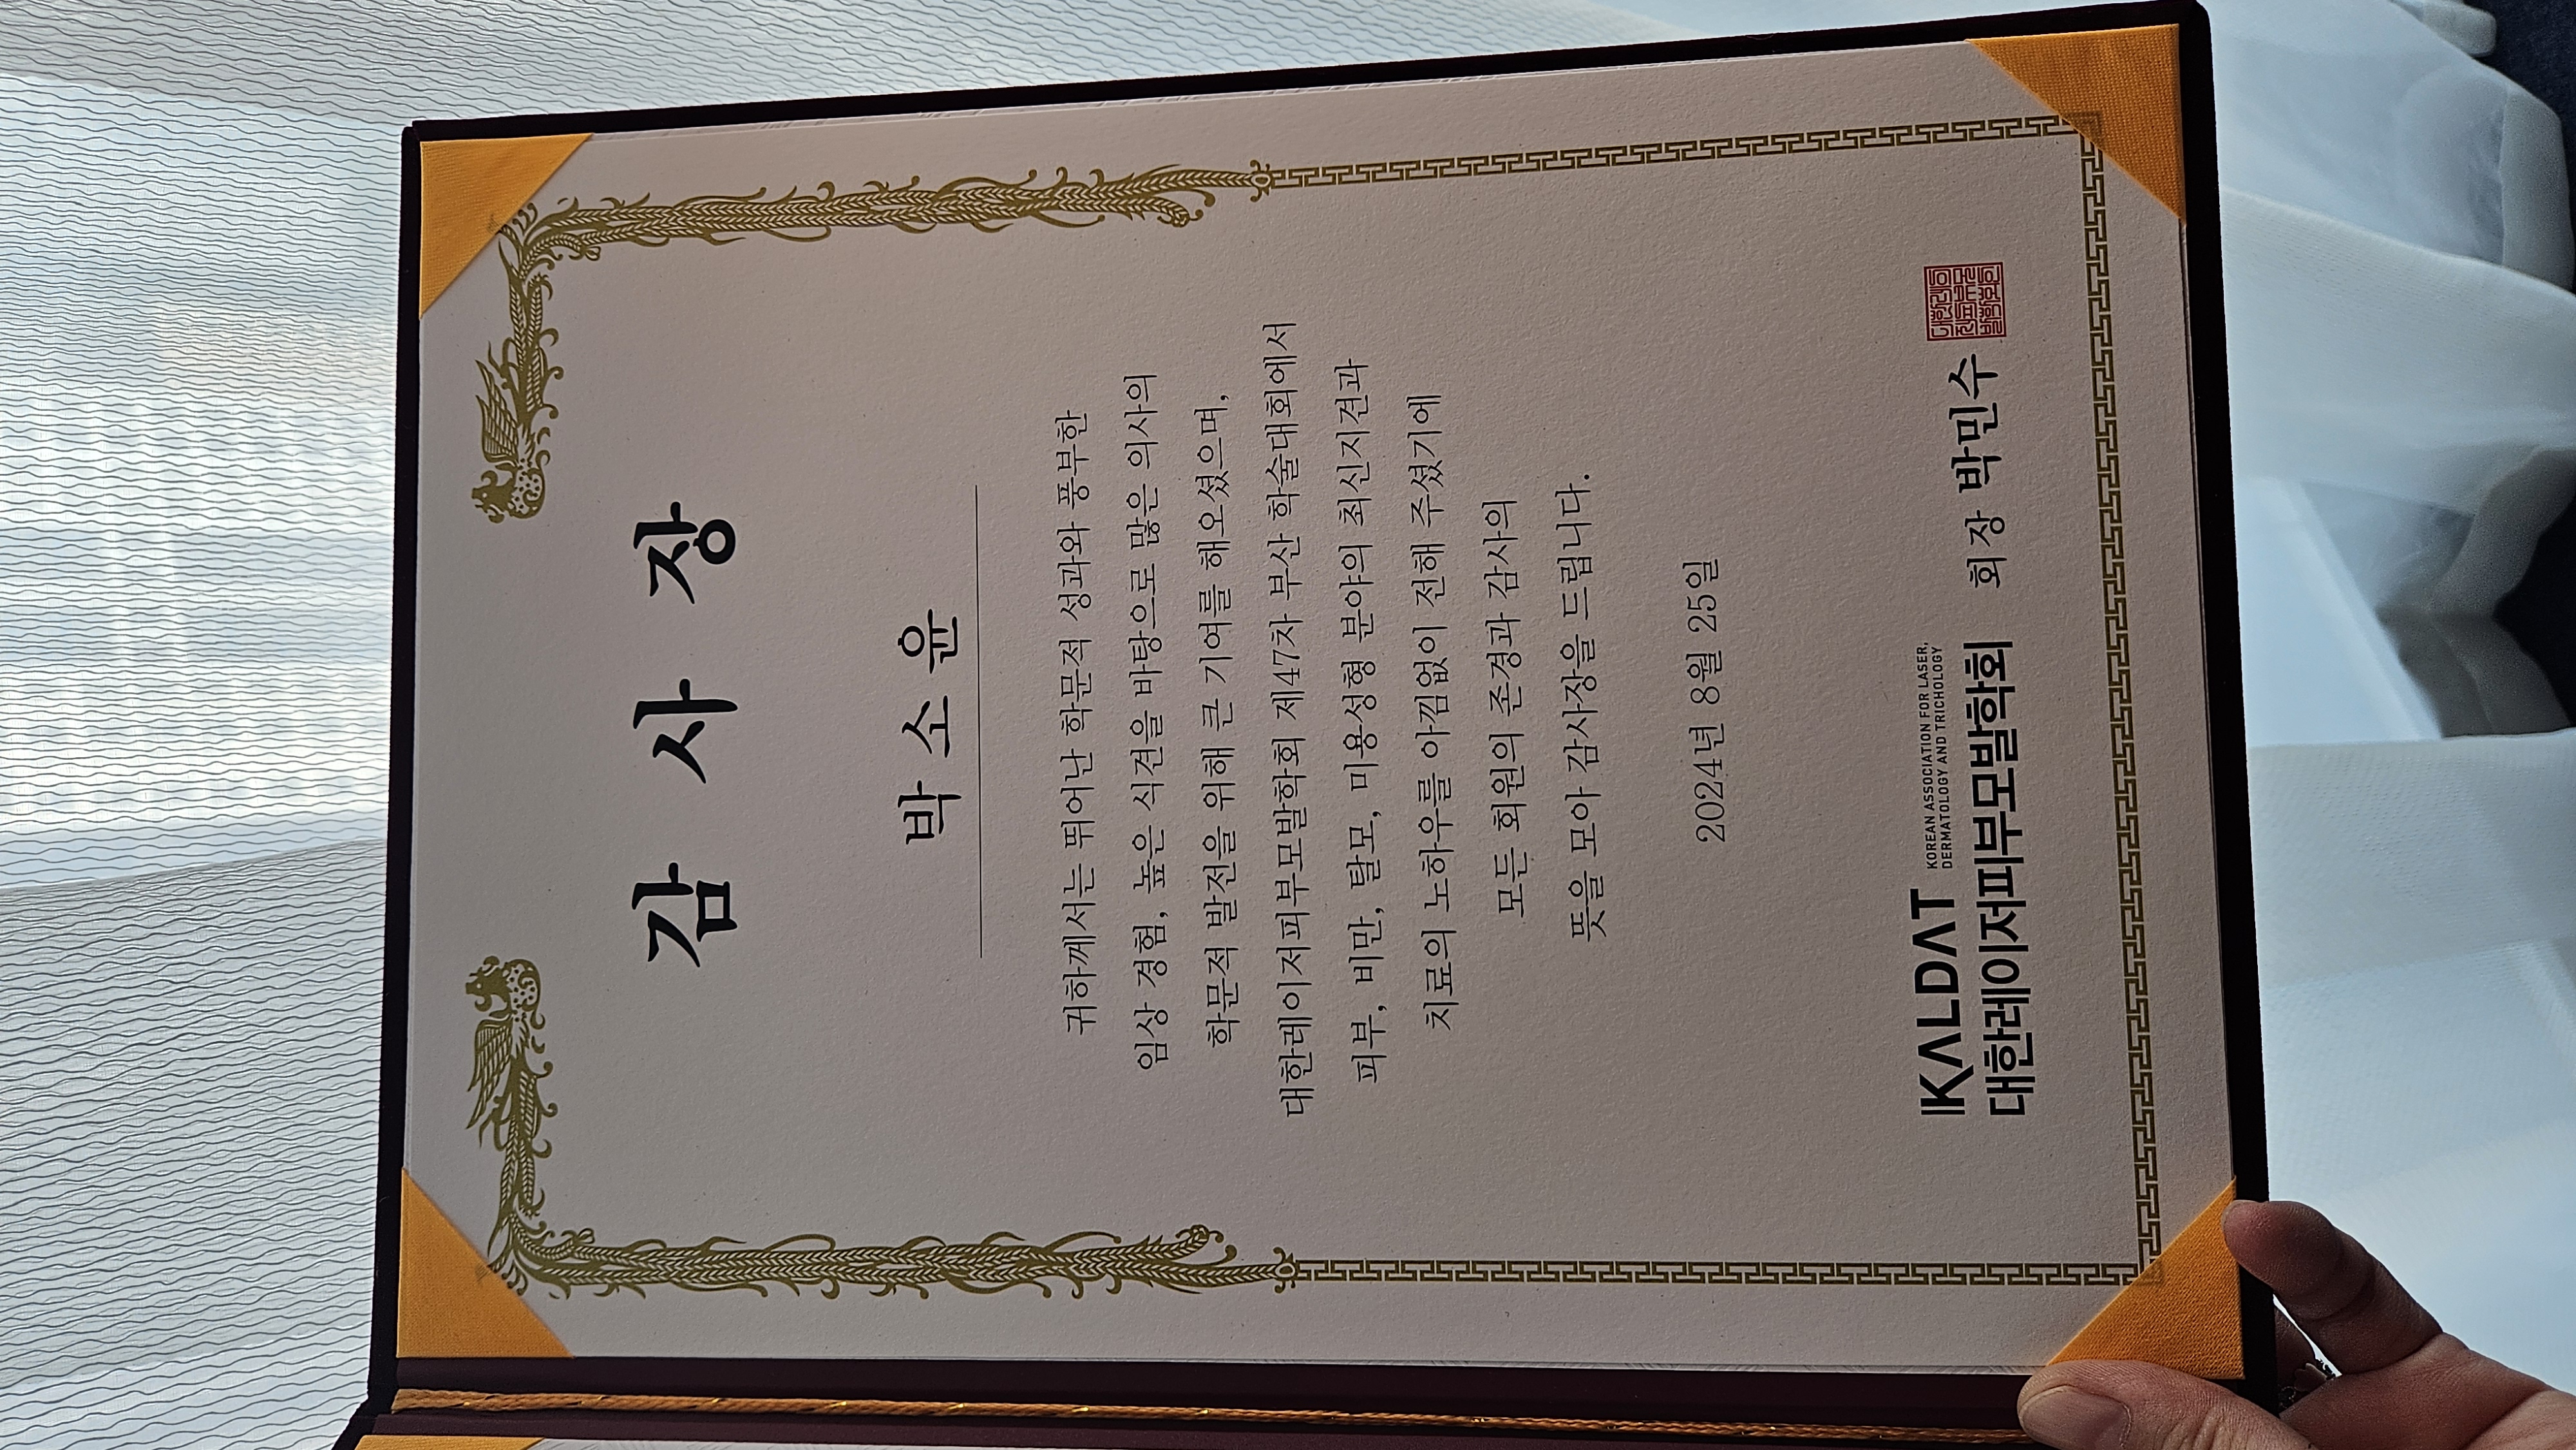 감 사 장
박 소 윤
귀하께서는 뛰어난 학문적 성과와 풍부한
임상 경험, 높은 식견을 바탕으로 많은 의사의
학문적 발전을 위해 큰 기여를 해오셨으며,
대한레이저피부모발학회 제47차 부산 학술대회에서
피부, 비만, 탈모, 미용성형 분야의 최신지견과
치료의 노하우를 아낌없이 전해 주셨기에
모든 회원의 존경과 감사의
뜻을 모아 감사장을 드립니다.
2024년 8월 25일
KALDAT
KOREAN ASSOCIATION FOR LASER,
DERMATOLOGY AND TRICHOLOGY
대한레이저피부모발학회 회장 박민수